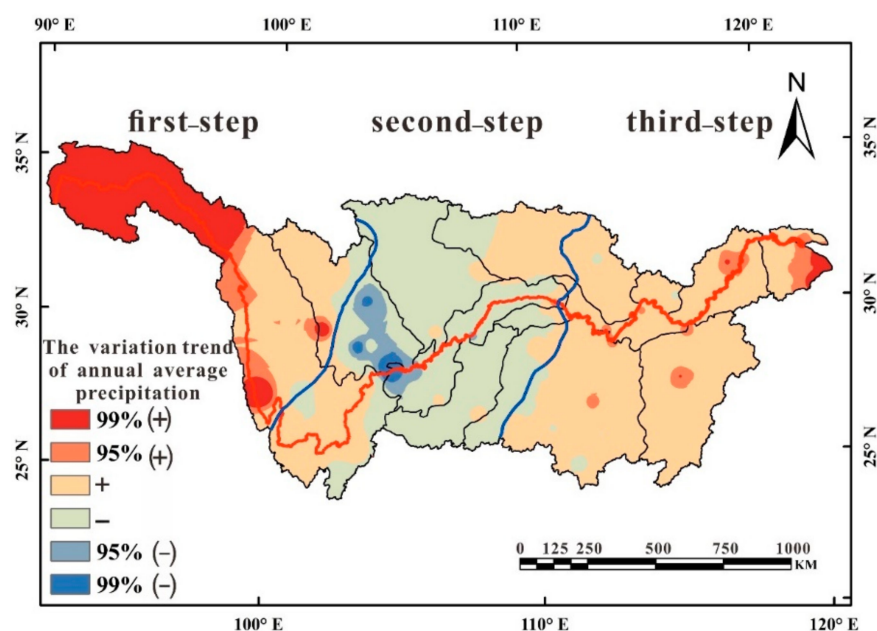 90° E 100° E 110° E 120° E
N
first-step second-step third-step
35° N 35° N
30° N 30° N
25° N 25° N
The variation trend
of annual average
precipitation
99% (+)
95% (+)
+
−
95% (−)
99% (−)
0 125 250 500 750 1000
KM
100° E 110° E 120° E